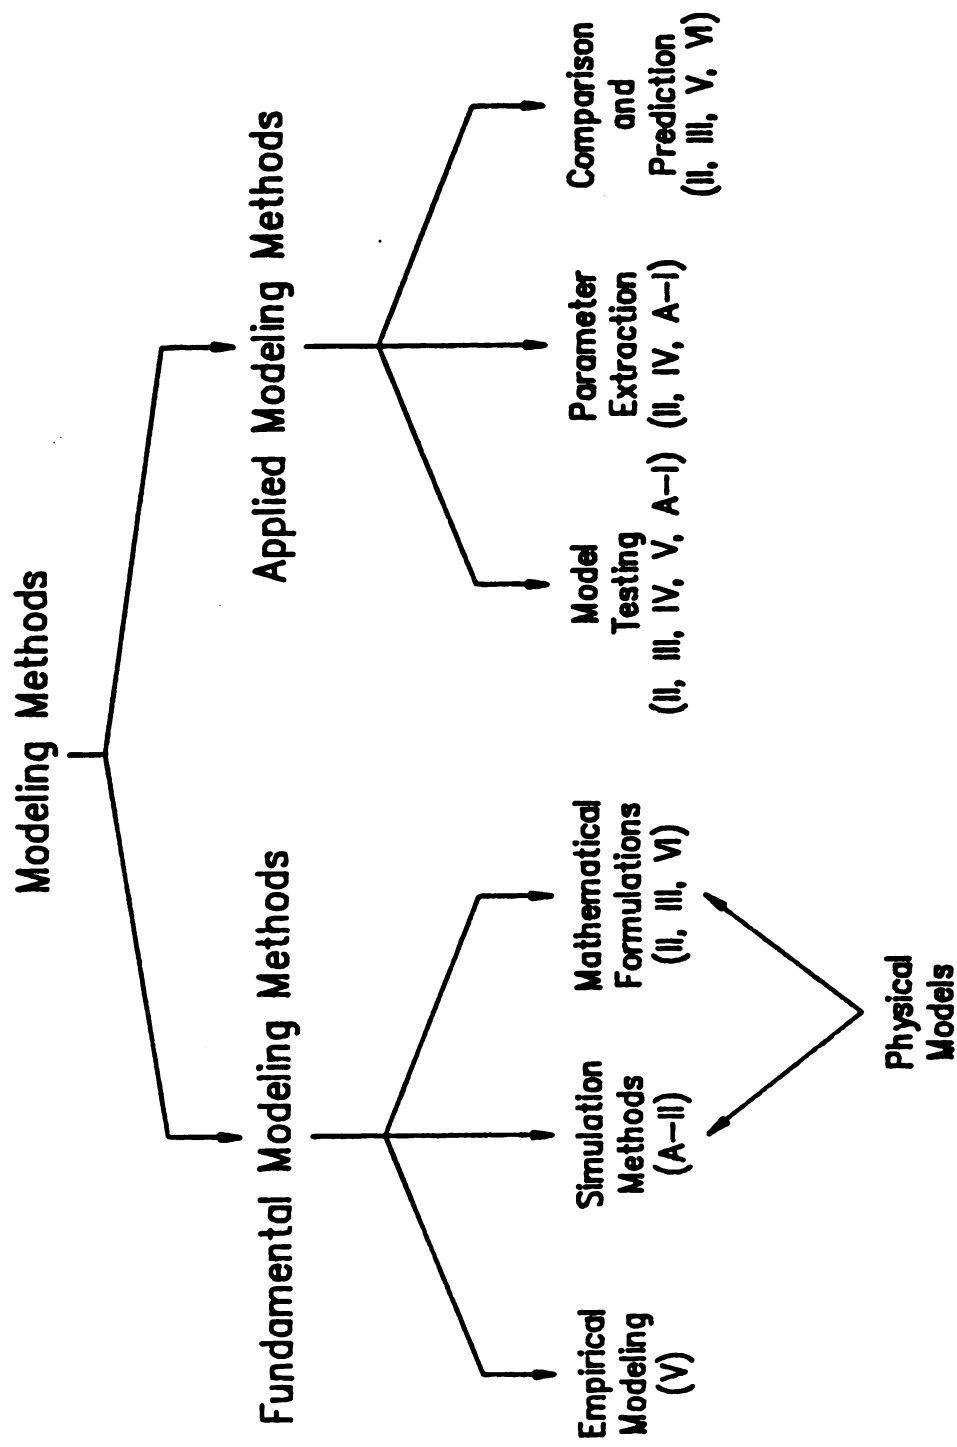 Modeling Methods
Fundamental Modeling Methods
Applied Modeling Methods
Empirical
Modeling
(V)
Simulation
Methods
(A-II)
Mathematical
Formulations
(II, III, VI)
Model
Testing
(II, III, IV, V, A-I)
Parameter
Extraction
(II, IV, A-I)
Comparison
and
Prediction
(II, III, V, VI)
Physical
Models